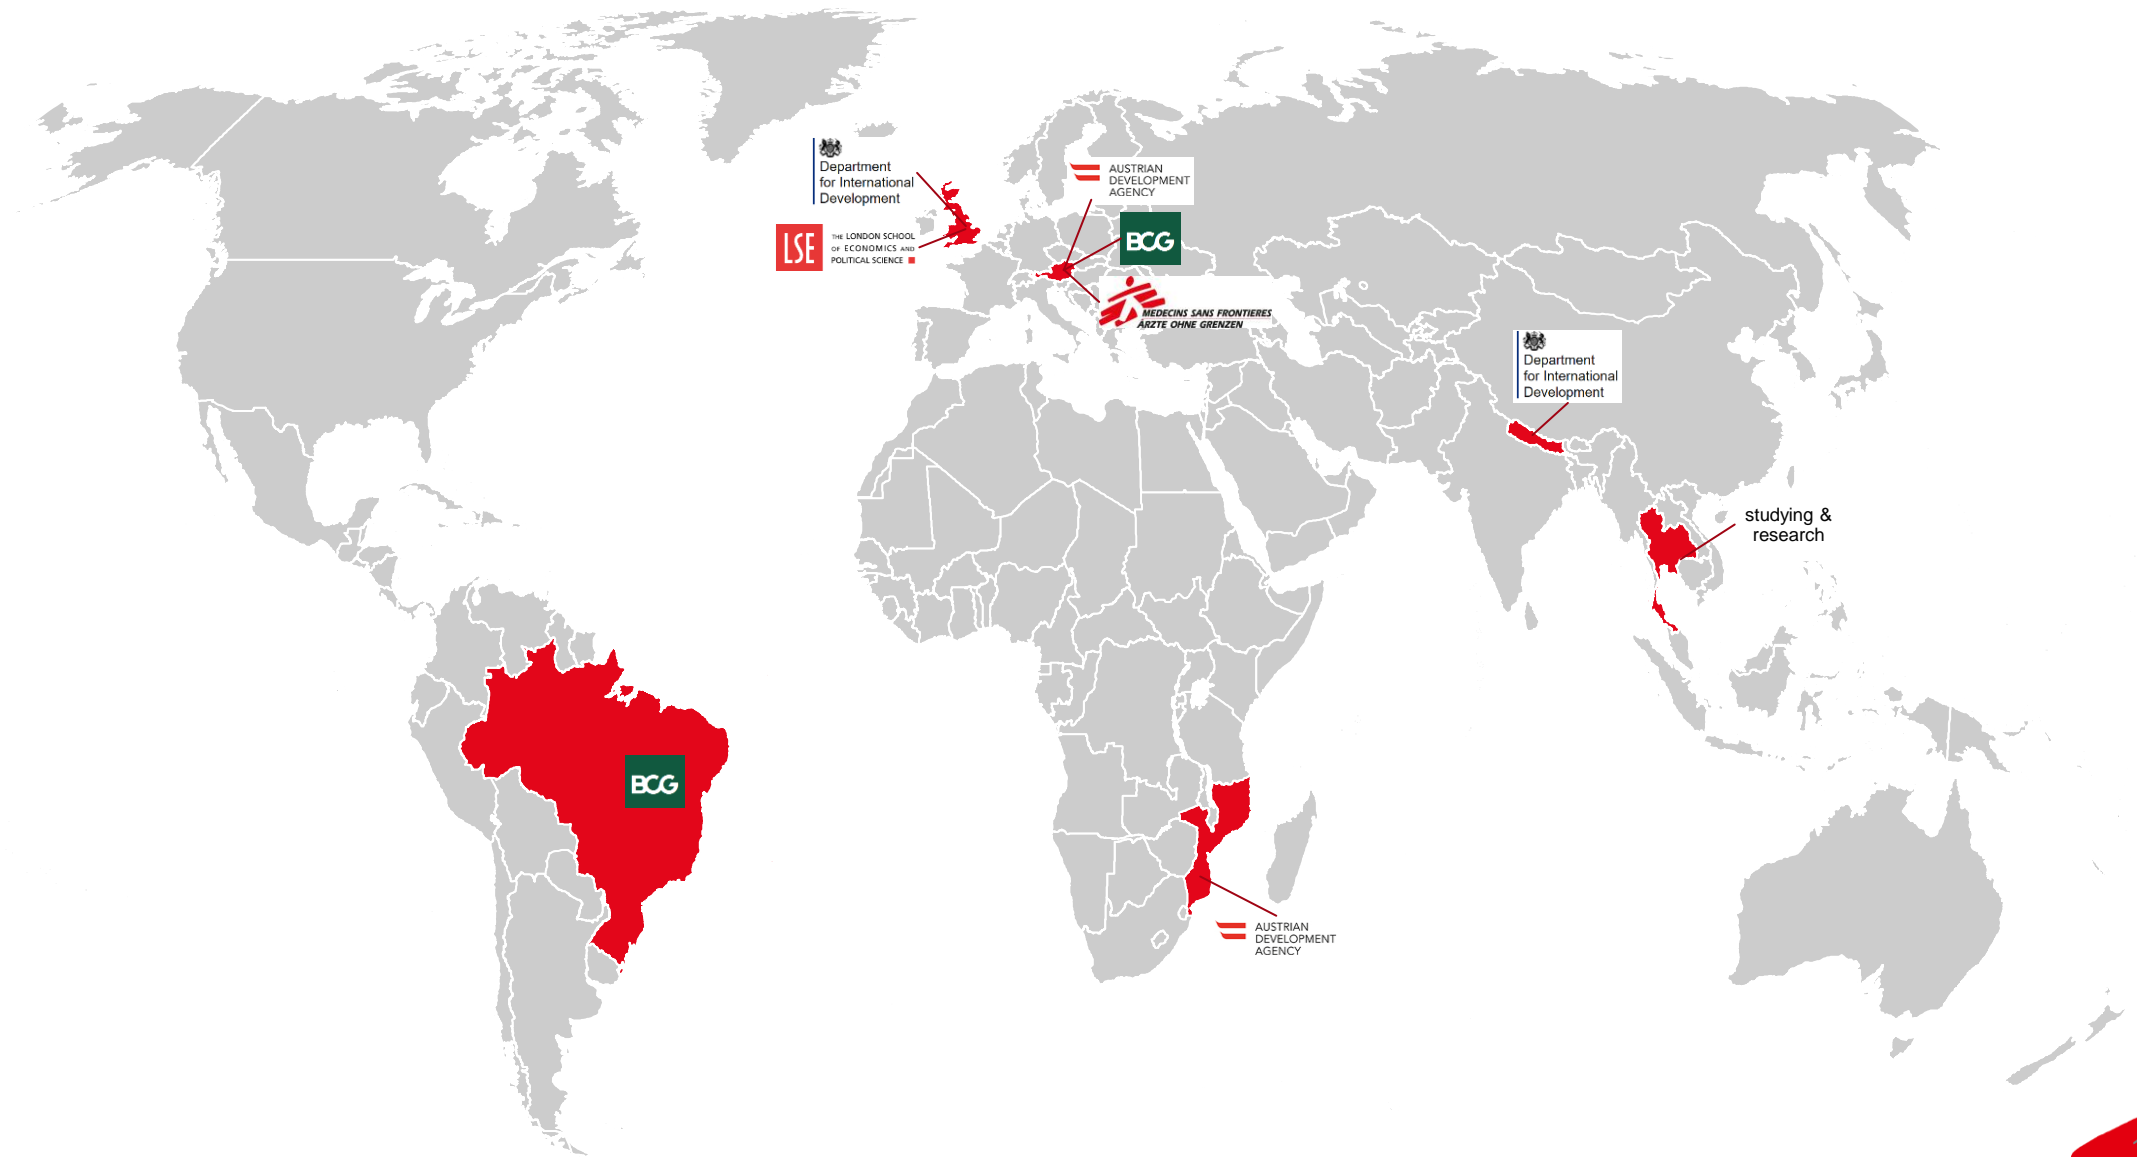 Department
for International
Development
LSE
THE LONDON SCHOOL
OF ECONOMICS AND
POLITICAL SCIENCE
AUSTRIAN
DEVELOPMENT
AGENCY
BCG
MEDECINS SANS FRONTIERES
ÄRZTE OHNE GRENZEN
Department
for International
Development
studying &
research
BCG
AUSTRIAN
DEVELOPMENT
AGENCY